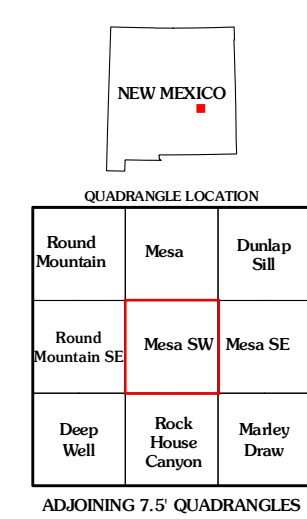 NEW MEXICO
QUADRANGLE LOCATION
Round
Mountain
Mesa
Dunlap
Sill
Round
Mountain SE
Mesa SW
Mesa SE
Deep
Well
Rock
House
Canyon
Marley
Draw
ADJOINING 7.5' QUADRANGLES